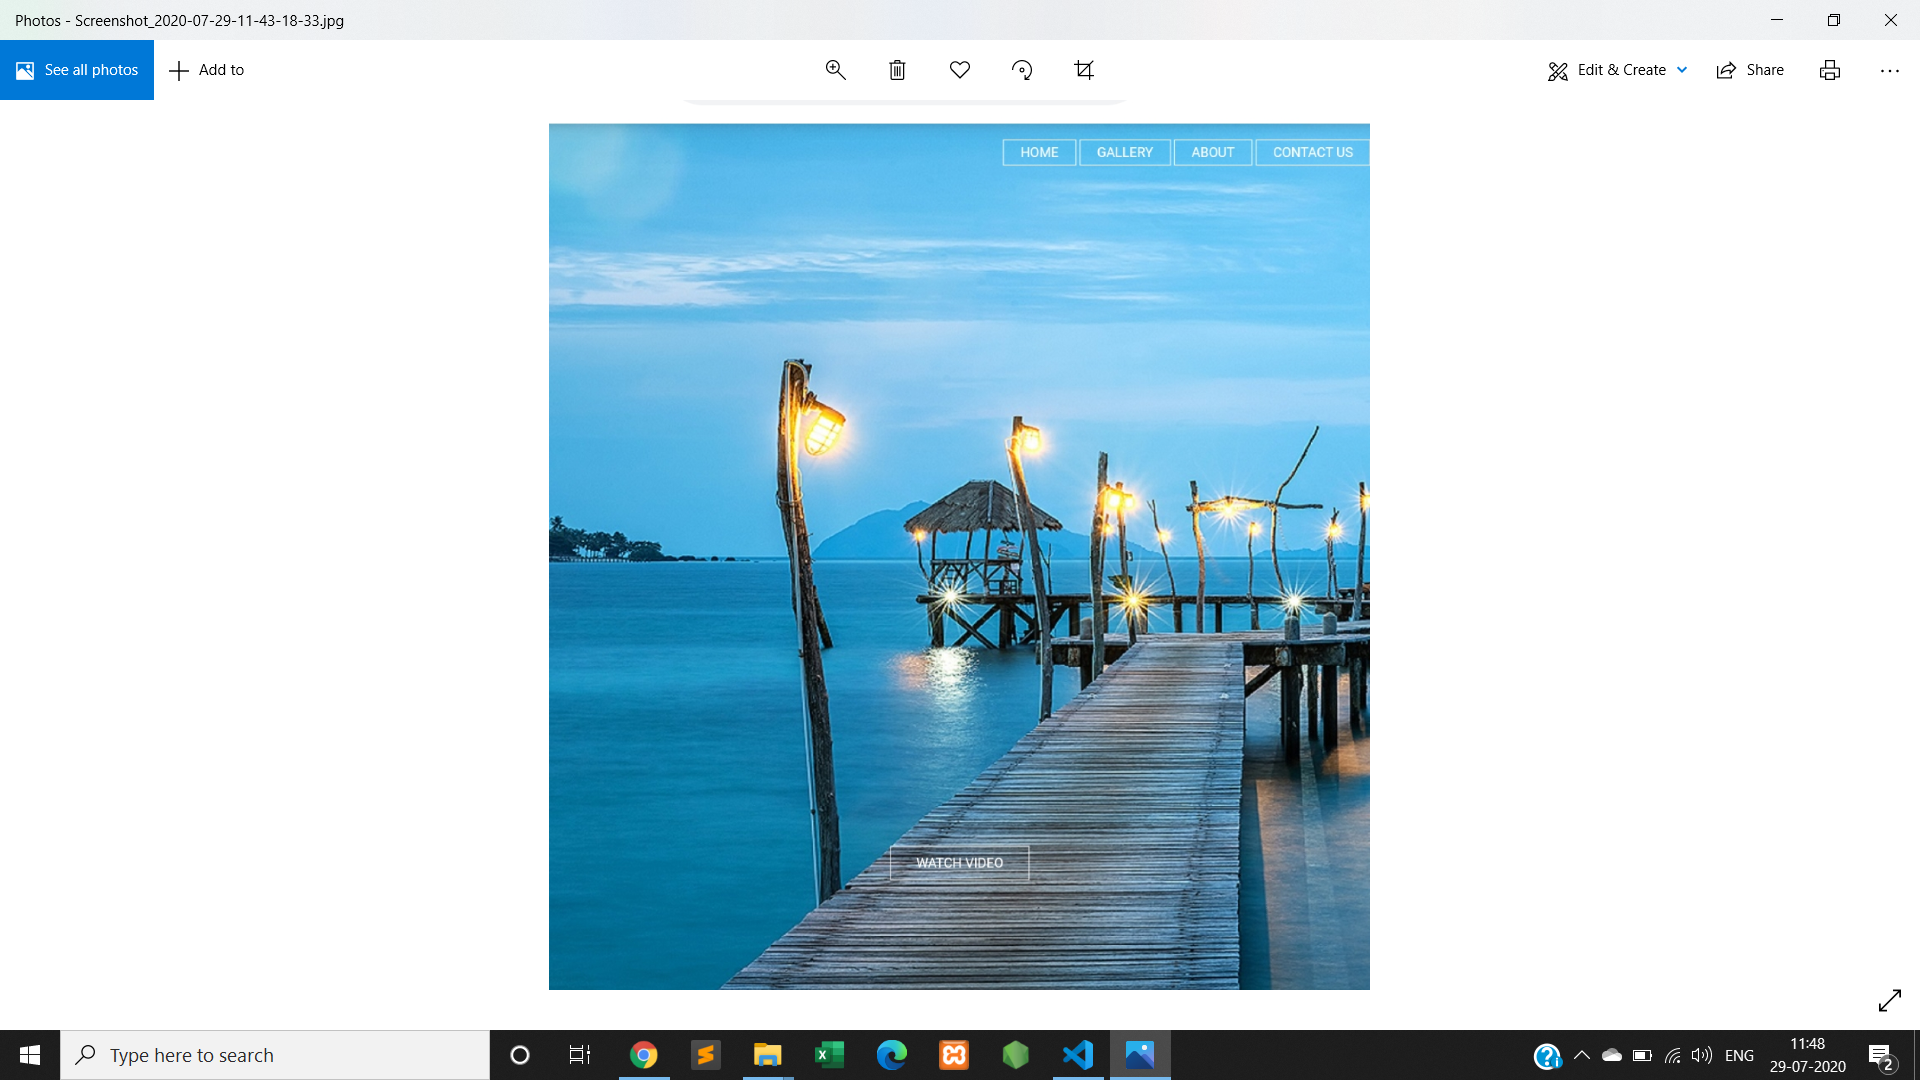 Photos - Screenshot_2020-07-29-11-43-18-33.jpg
See all photos
Add to
Edit & Create
Share
HOME
GALLERY
ABOUT
CONTACT US
WATCH VIDEO
Type here to search
ENG
11:48
29-07-2020
2